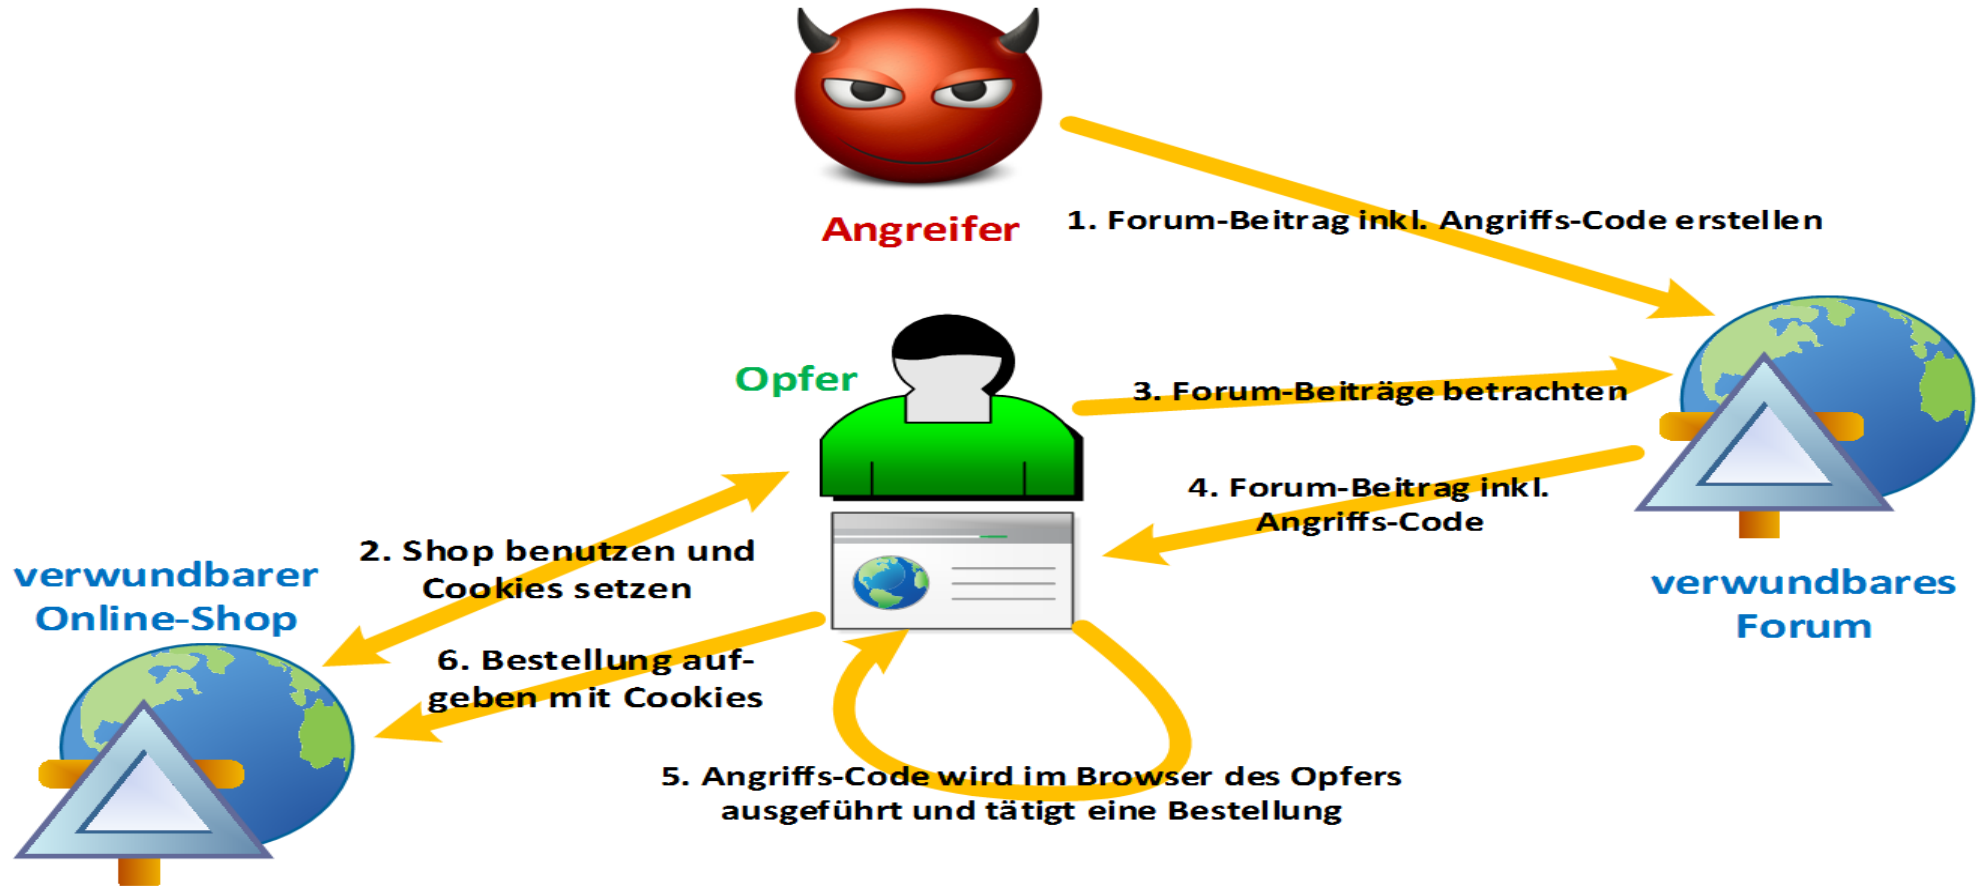 Angreifer
1. Forum-Beitrag inkl. Angriffs-Code erstellen
Opfer
3. Forum-Beiträge betrachten
4. Forum-Beitrag inkl.
Angriffs-Code
2. Shop benutzen und
Cookies setzen
verwundbarer
Online-Shop
verwundbares
Forum
6. Bestellung auf-
geben mit Cookies
5. Angriffs-Code wird im Browser des Opfers
ausgeführt und tätigt eine Bestellung